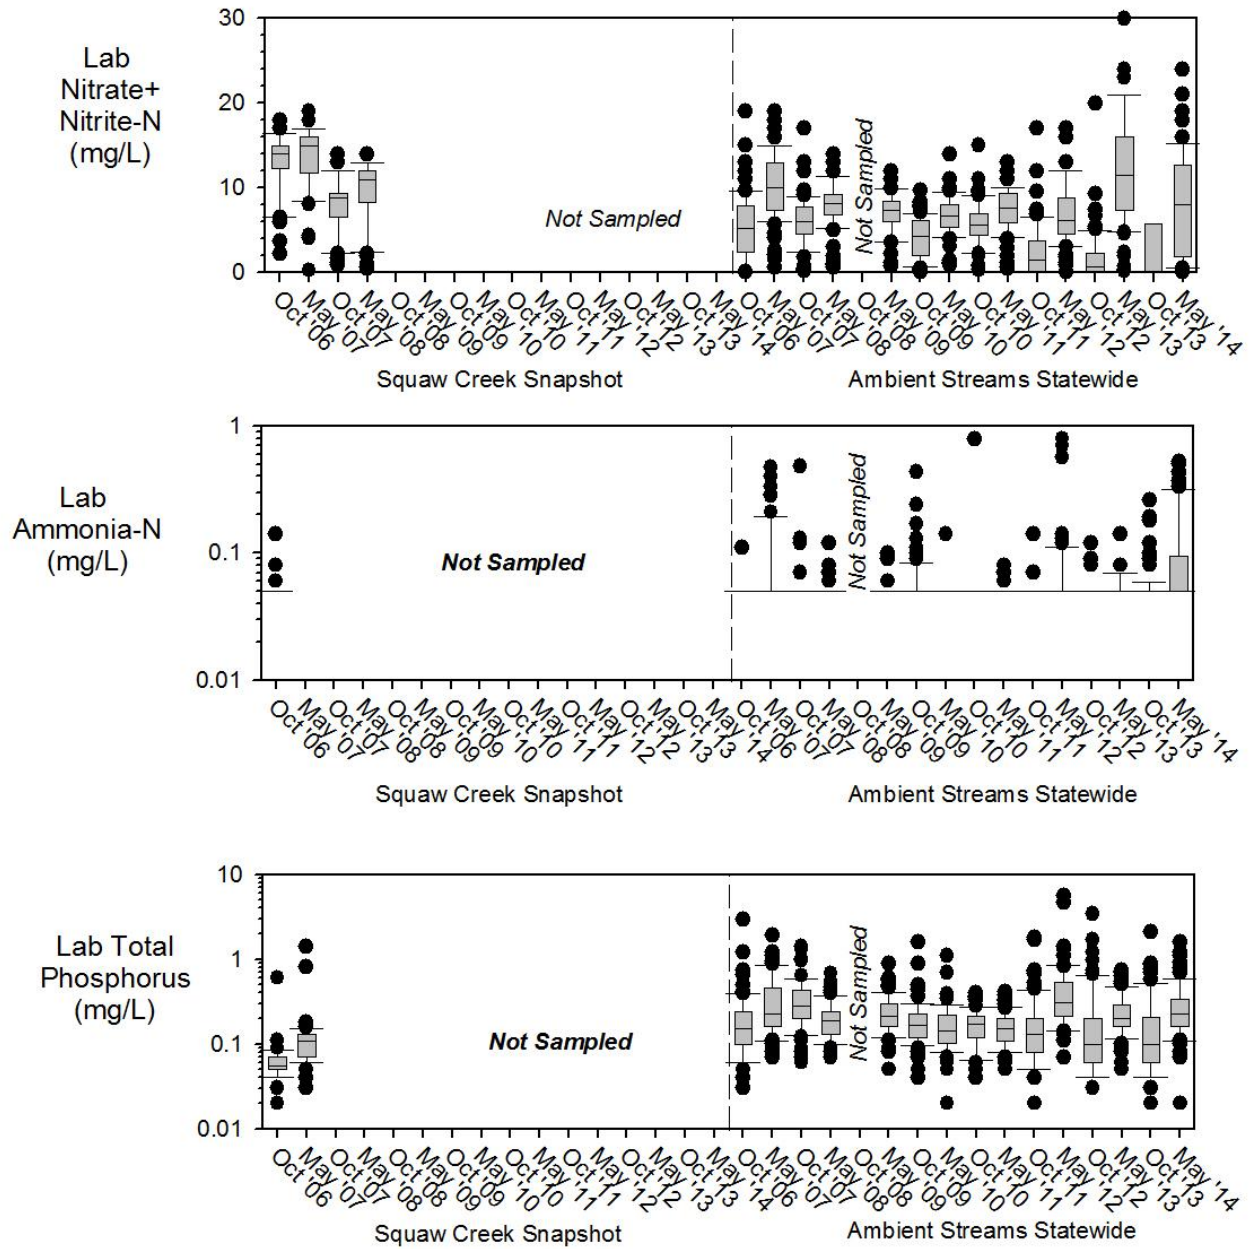 Lab
Nitrate+
Nitrite-N
(mg/L)
30
20
10
0
Not Sampled
Not Sampled
Oct '06
May '07
Oct '07
May '08
Oct '08
May '09
Oct '09
May '10
Oct '10
May '11
Oct '11
May '12
Oct '12
May '13
Oct '13
May '14
Oct '06
May '07
Oct '07
May '08
Oct '08
May '09
Oct '09
May '10
Oct '10
May '11
Oct '11
May '12
Oct '12
May '13
Oct '13
May '14
Squaw Creek Snapshot
Ambient Streams Statewide
Lab
Ammonia-N
(mg/L)
1
0.1
0.01
Not Sampled
Not Sampled
Oct '06
May '07
Oct '07
May '08
Oct '08
May '09
Oct '09
May '10
Oct '10
May '11
Oct '11
May '12
Oct '12
May '13
Oct '13
May '14
Oct '06
May '07
Oct '07
May '08
Oct '08
May '09
Oct '09
May '10
Oct '10
May '11
Oct '11
May '12
Oct '12
May '13
Oct '13
May '14
Squaw Creek Snapshot
Ambient Streams Statewide
Lab Total
Phosphorus
(mg/L)
10
1
0.1
0.01
Not Sampled
Not Sampled
Oct '06
May '07
Oct '07
May '08
Oct '08
May '09
Oct '09
May '10
Oct '10
May '11
Oct '11
May '12
Oct '12
May '13
Oct '13
May '14
Oct '06
May '07
Oct '07
May '08
Oct '08
May '09
Oct '09
May '10
Oct '10
May '11
Oct '11
May '12
Oct '12
May '13
Oct '13
May '14
Squaw Creek Snapshot
Ambient Streams Statewide